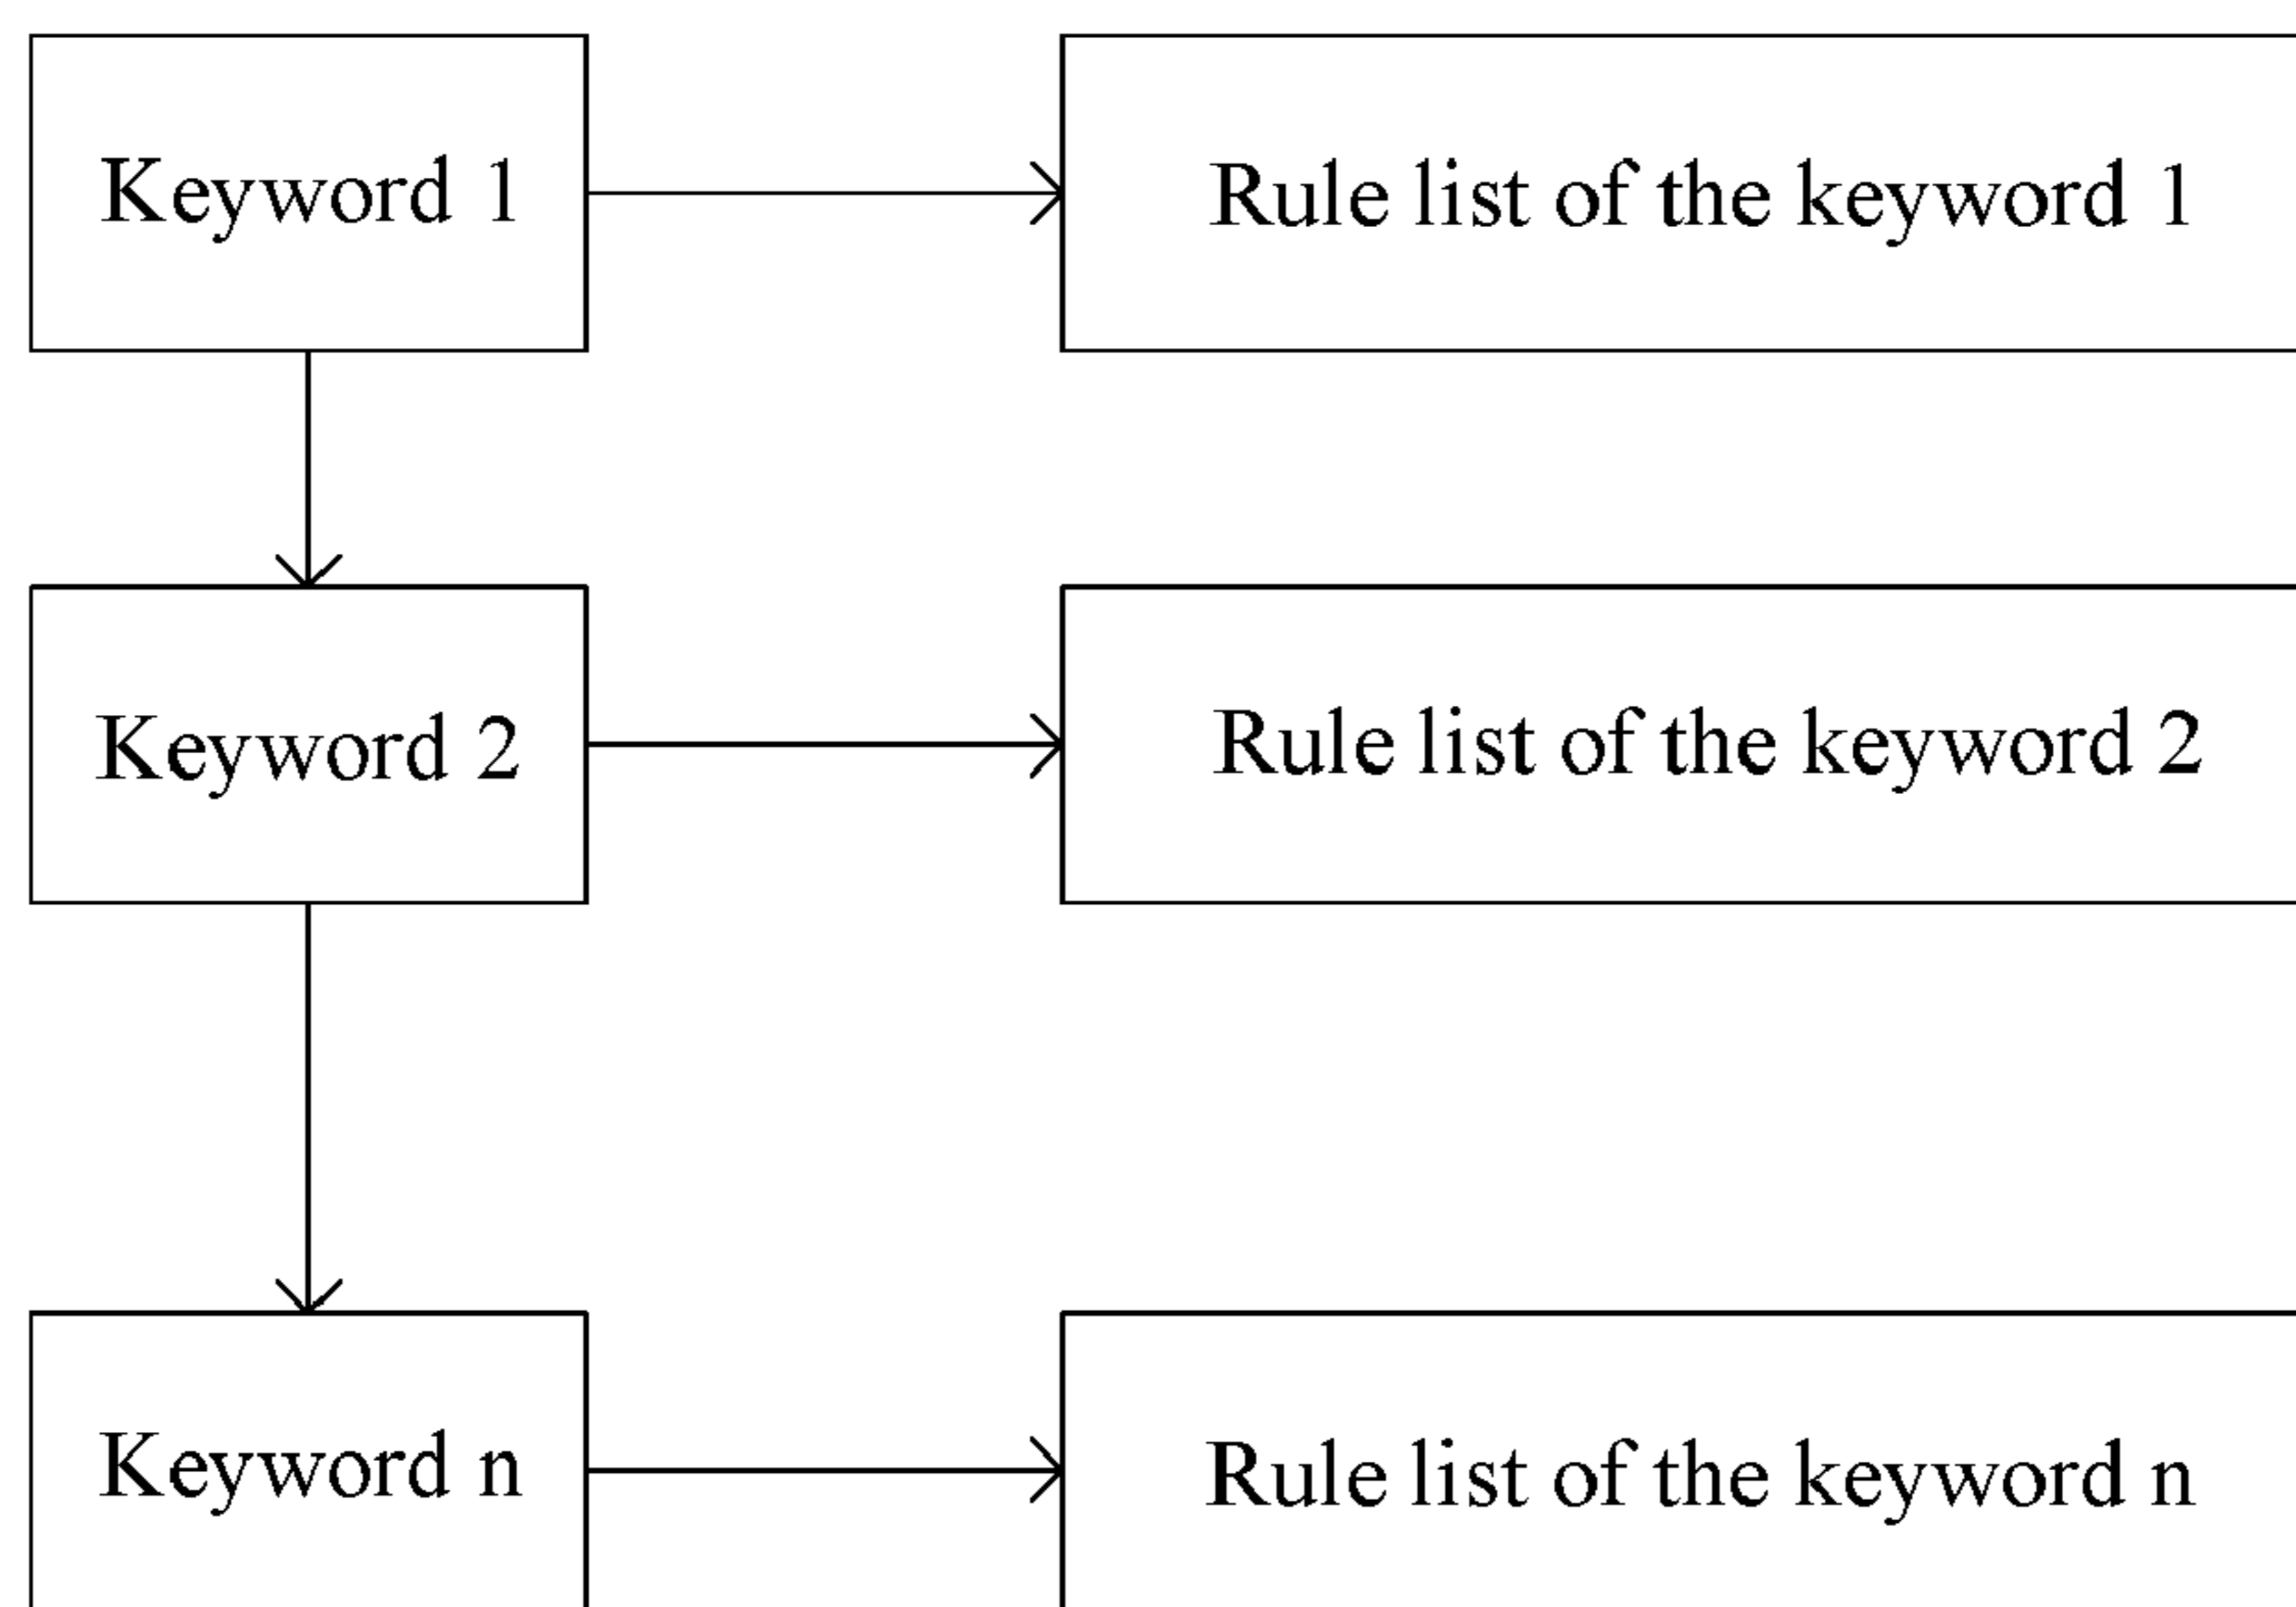 Keyword 1
Rule list of the keyword 1
Keyword 2
Rule list of the keyword 2
Keyword n
Rule list of the keyword n